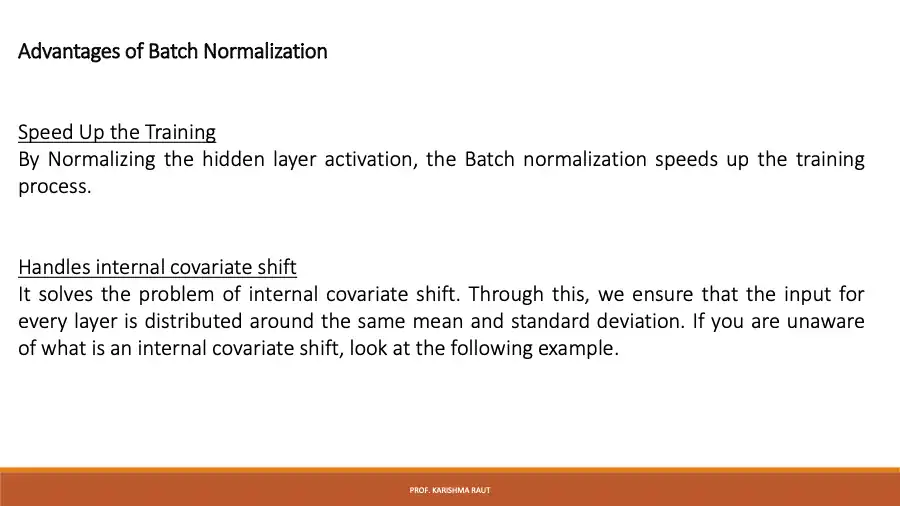 Advantages of Batch Normalization
Speed Up the Training
By Normalizing the hidden layer activation, the Batch normalization speeds up the training
process.
Handles internal covariate shift
It solves the problem of internal covariate shift. Through this, we ensure that the input for
every layer is distributed around the same mean and standard deviation. If you are unaware
of what is an internal covariate shift, look at the following example.
PROF. KARISHMA RAUT